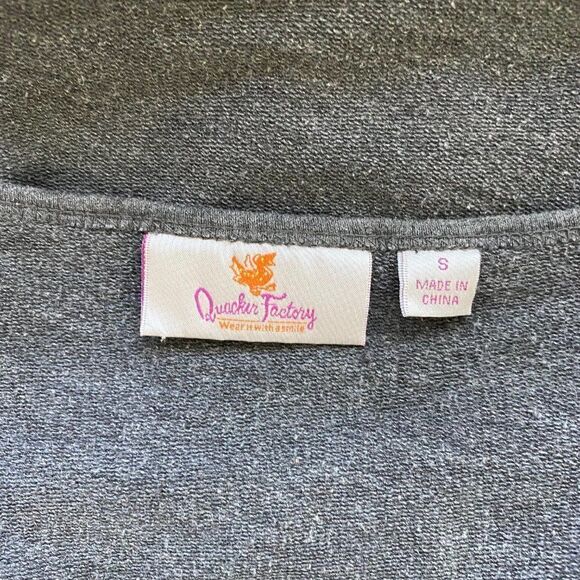 Quacker Factory
Wear it with a smile
S
MADE IN
CHINA